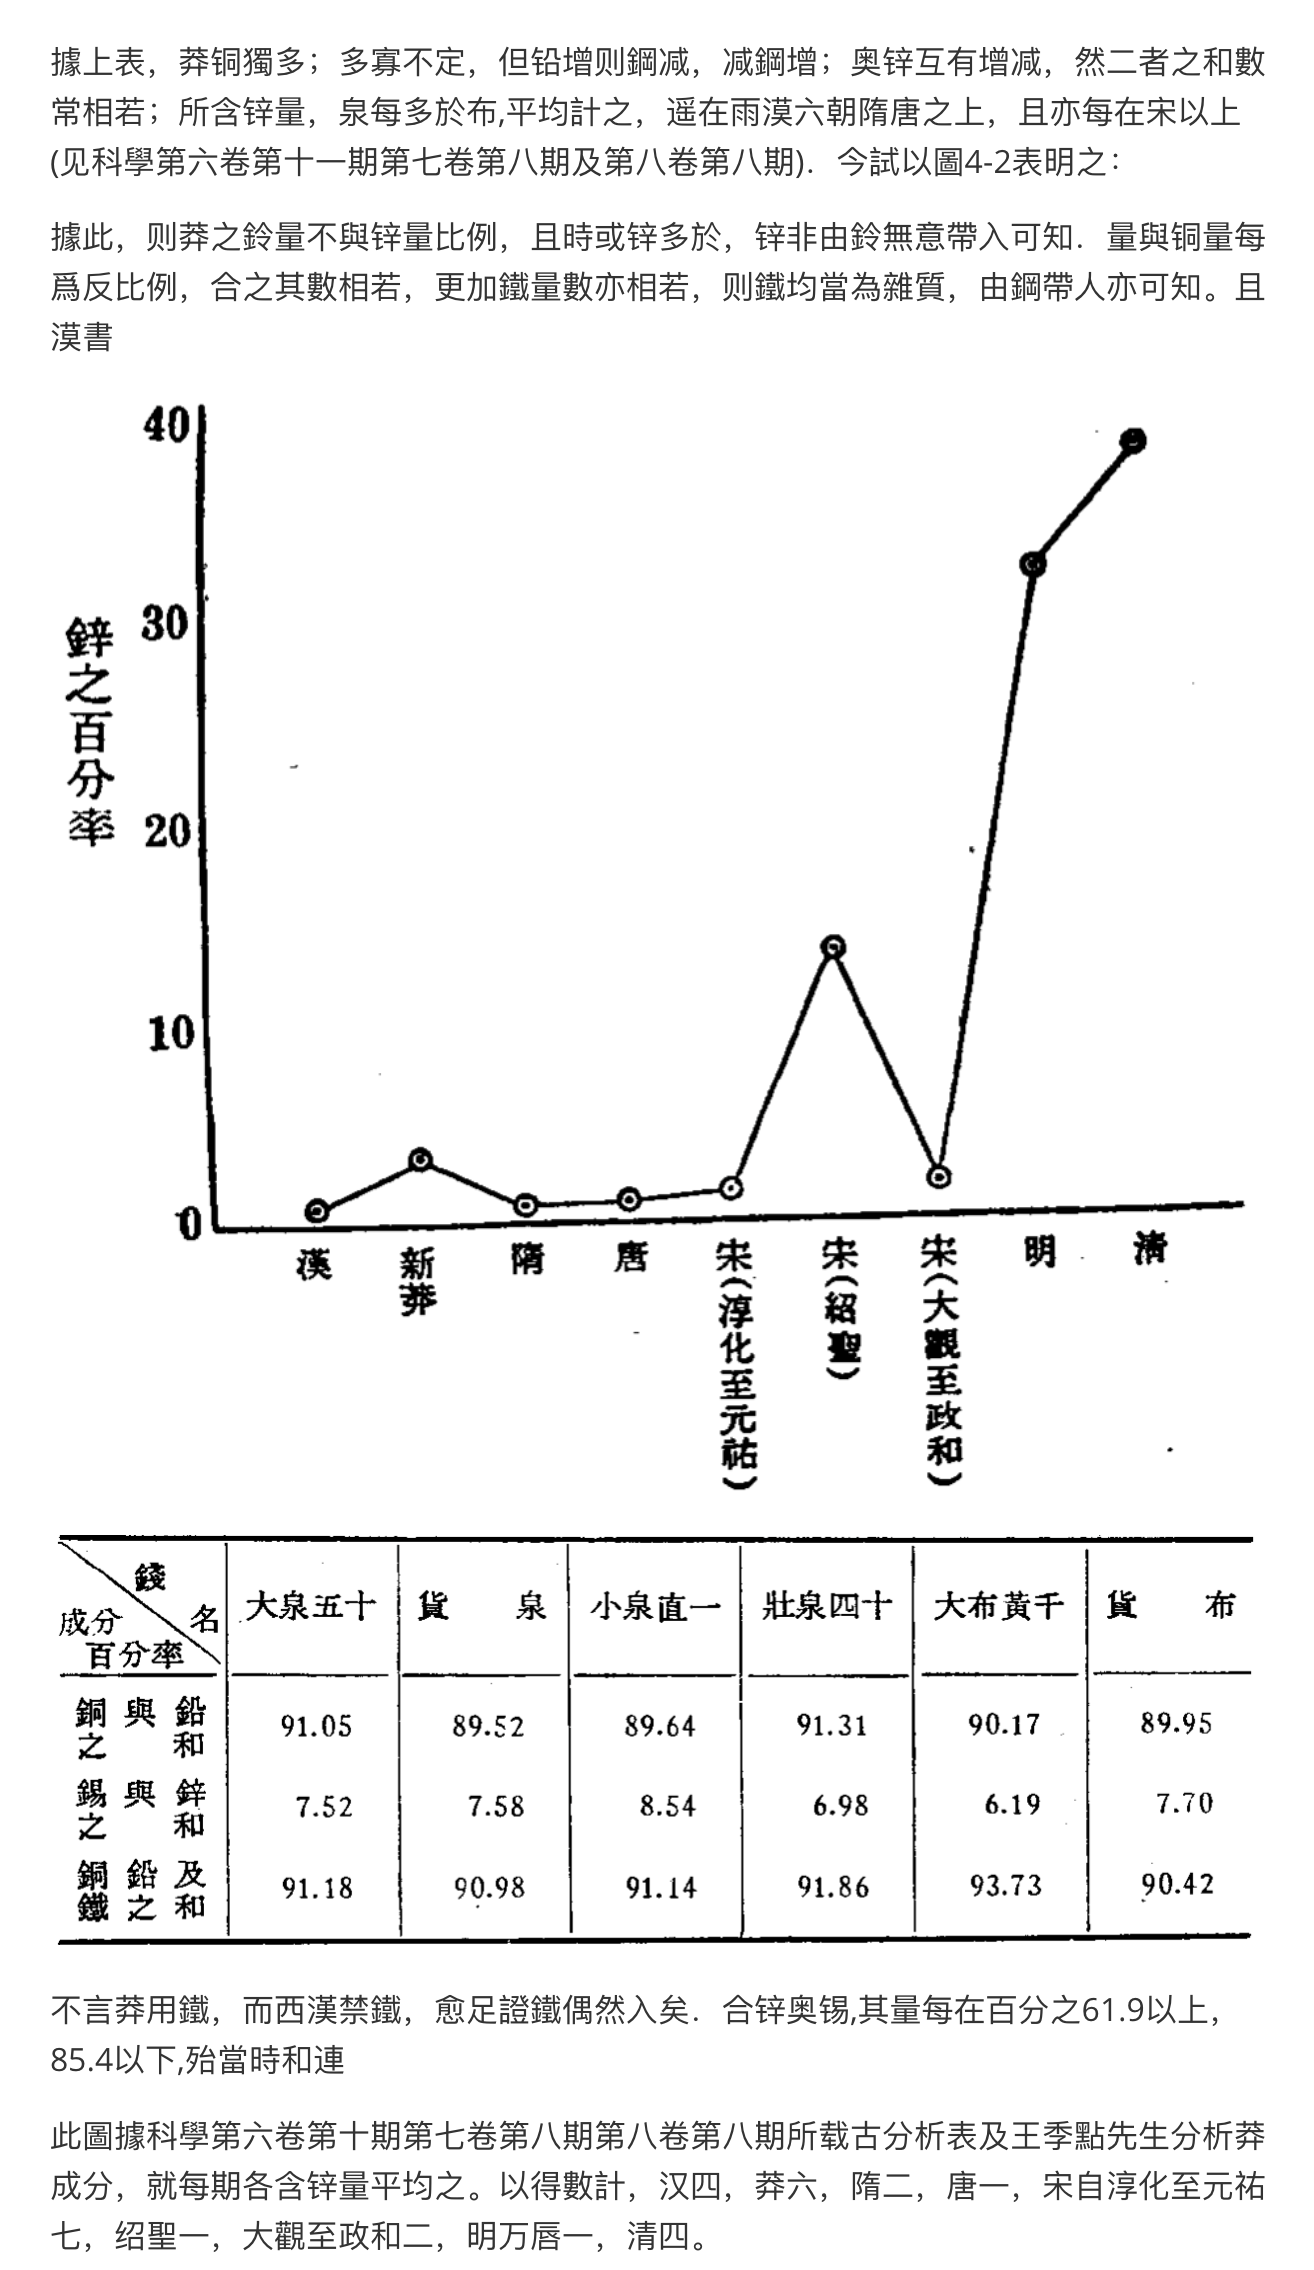 據上表，莽铜獨多；多寡不定，但铅增则鋼减，减鋼增；奥锌互有增减，然二者之和數
常相若；所含锌量，泉每多於布,平均計之，遥在雨漠六朝隋唐之上，且亦每在宋以上
(见科學第六卷第十一期第七卷第八期及第八卷第八期)．今試以圖4-2表明之：
據此，则莽之鈴量不與锌量比例，且時或锌多於，锌非由鈴無意帶入可知．量與铜量每
爲反比例，合之其數相若，更加鐵量數亦相若，则鐵均當為雜質，由鋼帶人亦可知。且
漠書
鋅之百分率
40
30
20
10
0
漢
新莽
隋
唐
宋(淳化至元祐)
宋(紹聖)
宋(大觀至政和)
明
清
錢名
成分
百分率
大泉五十 貨泉 小泉直一 壯泉四十 大布黃千 貨布
銅與鉛之和 91.05 89.52 89.64 91.31 90.17 89.95
錫與鋅之和 7.52 7.58 8.54 6.98 6.19 7.70
銅鉛及鐵之和 91.18 90.98 91.14 91.86 93.73 90.42
不言莽用鐵，而西漢禁鐵，愈足證鐵偶然入矣．合锌奥锡,其量每在百分之61.9以上，
85.4以下,殆當時和連
此圖據科學第六卷第十期第七卷第八期第八卷第八期所载古分析表及王季點先生分析莽
成分，就每期各含锌量平均之。以得數計，汉四，莽六，隋二，唐一，宋自淳化至元祐
七，绍聖一，大觀至政和二，明万唇一，清四。